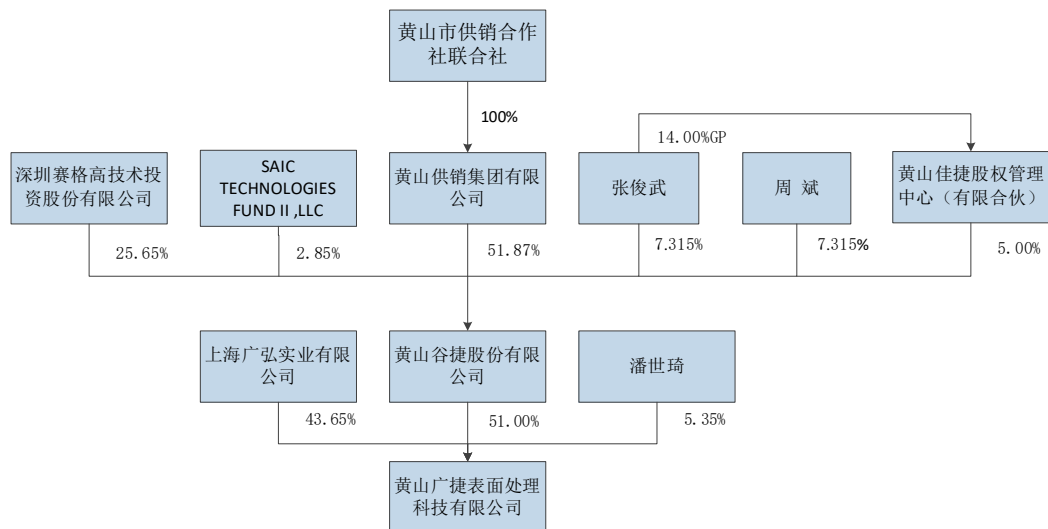 黄山市供销合作
社联合社
100%
14.00%GP
深圳赛格高技术投
资股份有限公司
SAIC
TECHNOLOGIES
FUND II ,LLC
黄山供销集团有限
公司
张俊武
周 斌
黄山佳捷股权管理
中心（有限合伙）
25.65%
2.85%
51.87%
7.315%
7.315%
5.00%
上海广弘实业有限
公司
黄山谷捷股份有限
公司
潘世琦
43.65%
51.00%
5.35%
黄山广捷表面处理
科技有限公司